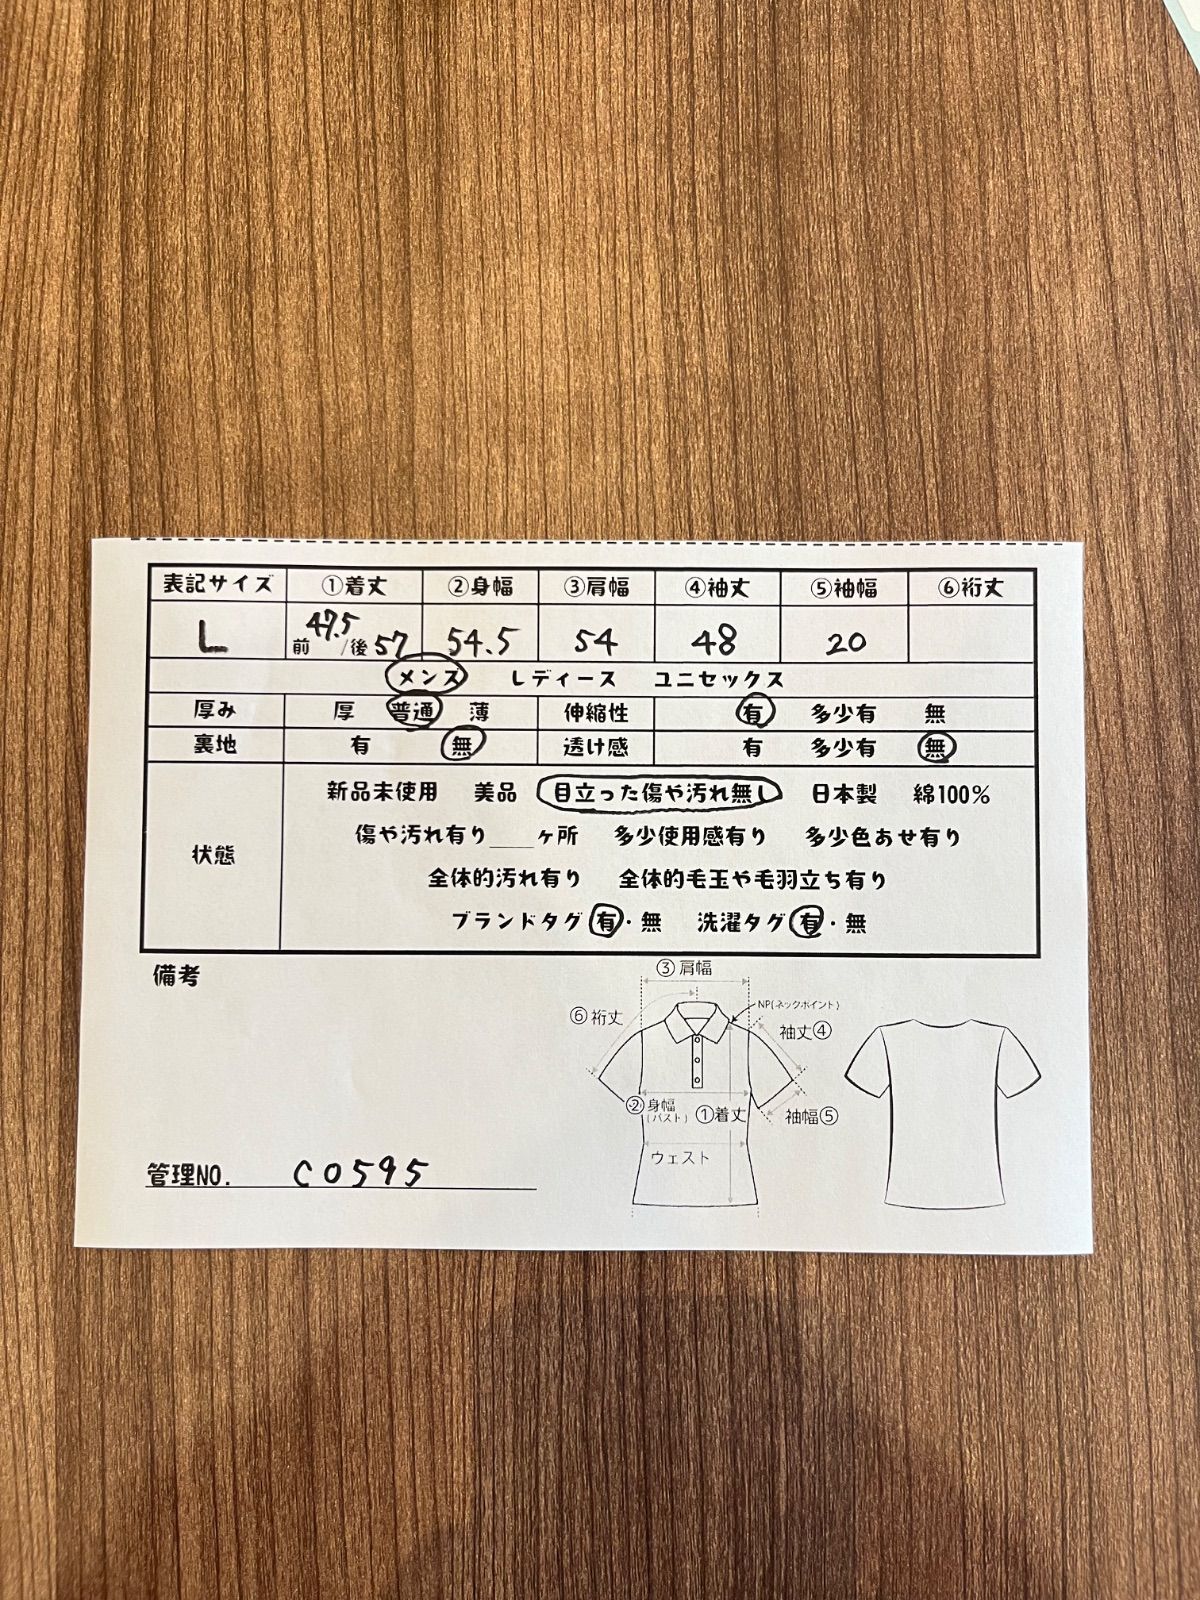 表記サイズ ①着丈 ②身幅 ③肩幅 ④袖丈 ⑤袖幅 ⑥裄丈
L 前47.5/後57 54.5 54 48 20
メンズ レディース ユニセックス
厚み 厚 普通 薄 伸縮性 有 多少有 無
裏地 有 無 透け感 有 多少有 無
状態
新品未使用 美品 目立った傷や汚れ無し 日本製 綿100%
傷や汚れ有り____ヶ所 多少使用感有り 多少色あせ有り
全体的汚れ有り 全体的毛玉や毛羽立ち有り
ブランドタグ有・無 洗濯タグ有・無
備考
③肩幅
NP(ネックポイント)
⑥裄丈
袖丈④
②身幅
(バスト)
①着丈
袖幅⑤
ウェスト
管理NO. C0595